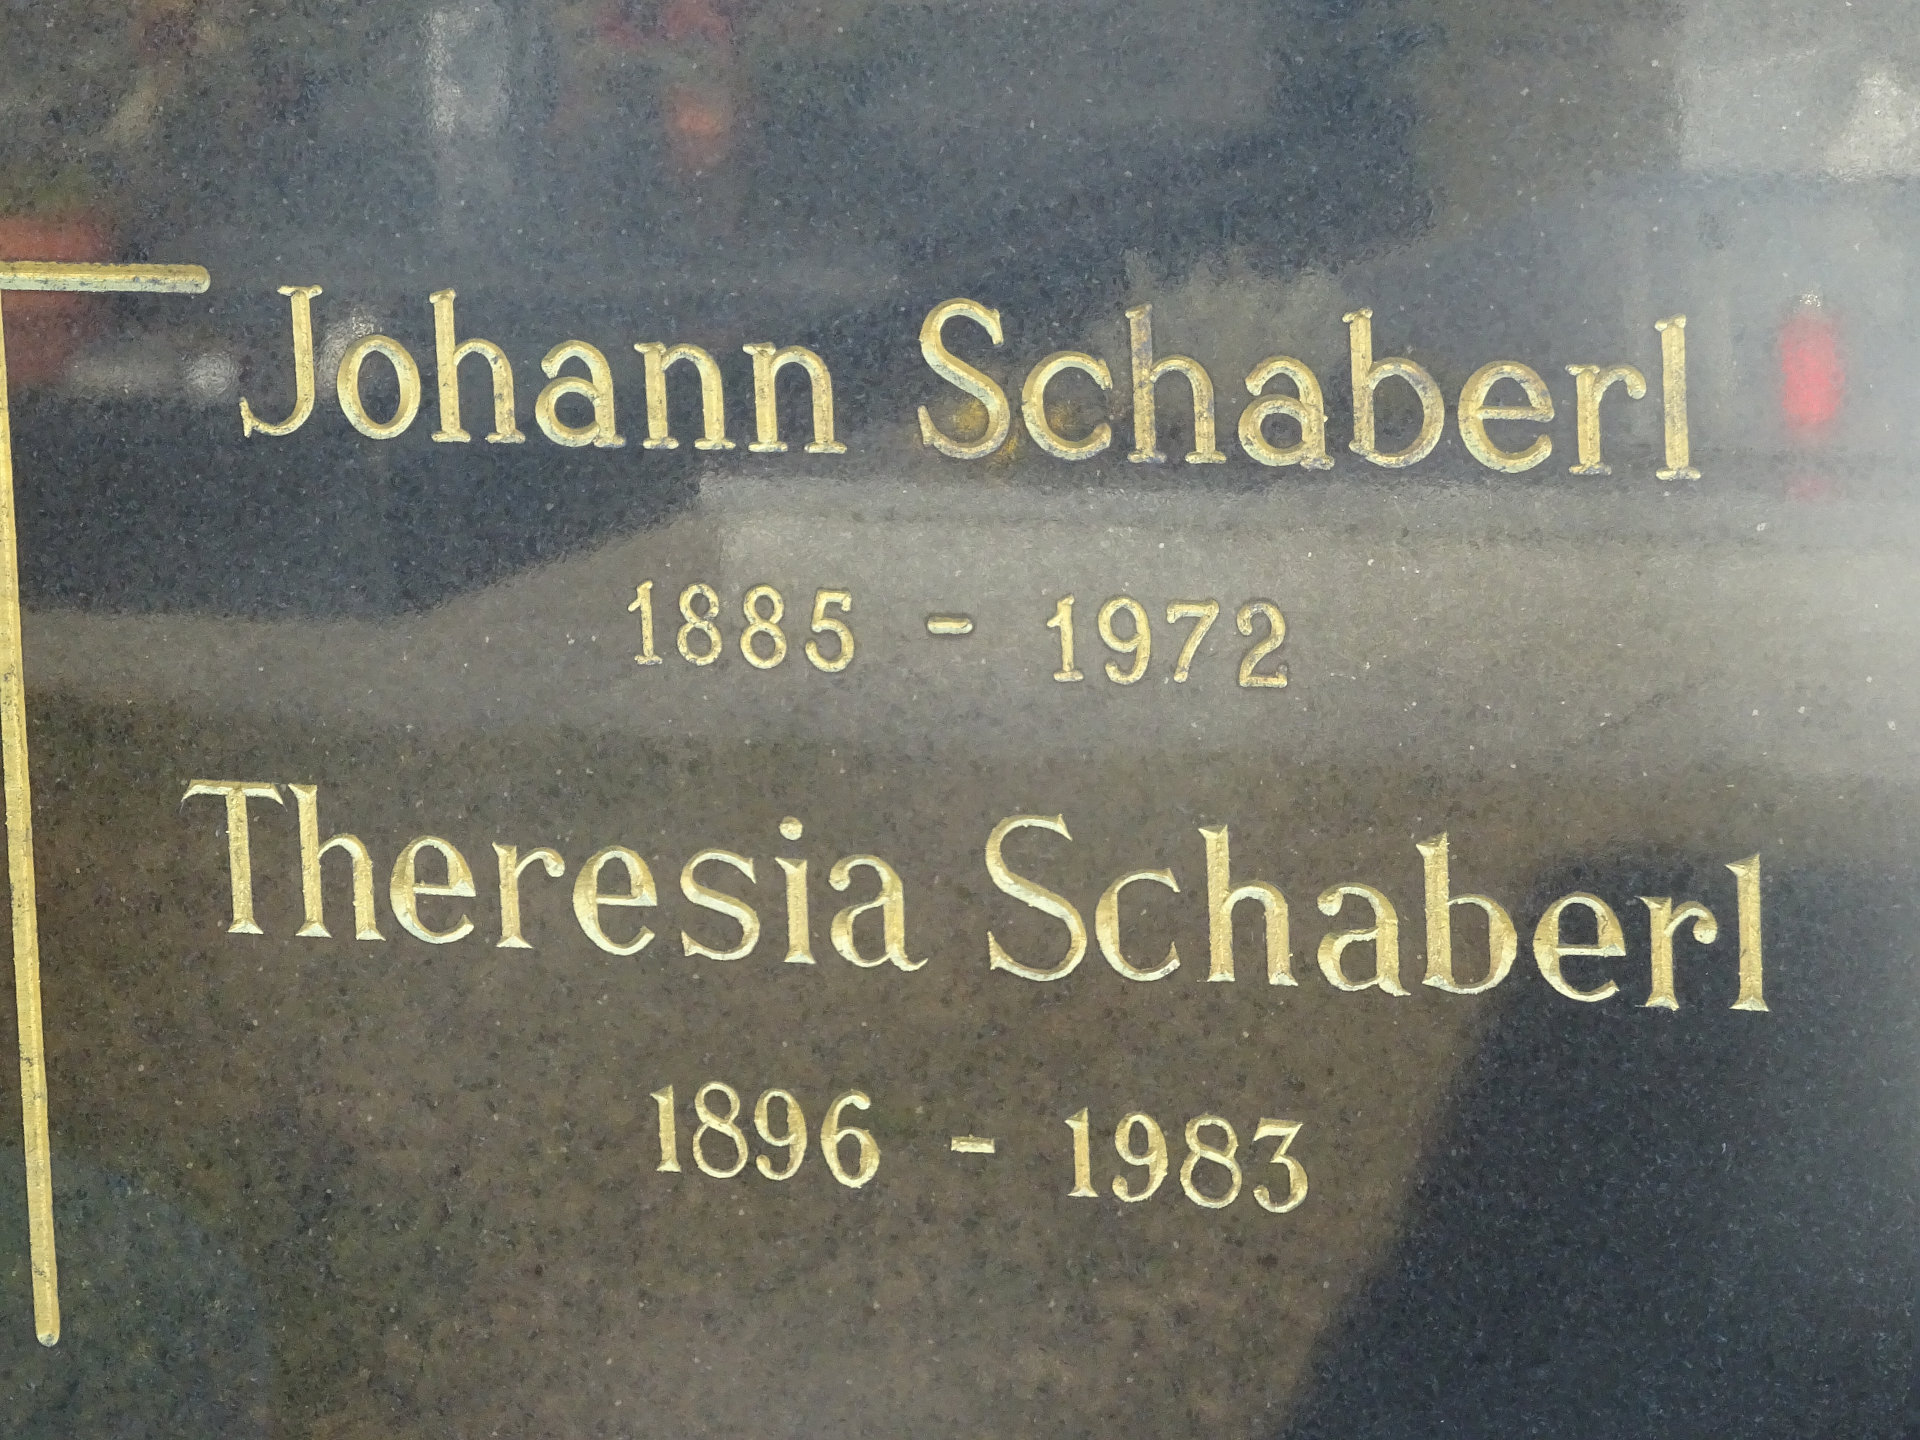 Johann Schaberl
1885 - 1972
Theresia Schaberl
1896 - 1983